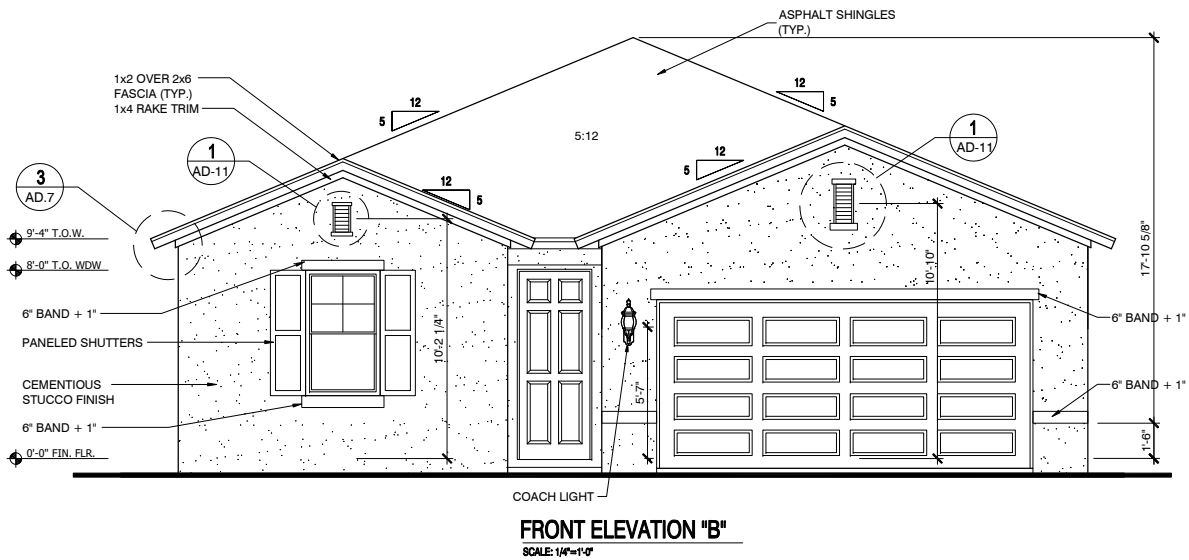 ASPHALT SHINGLES
(TYP.)
1x2 OVER 2x6
FASCIA (TYP.)
1x4 RAKE TRIM
12
5
12
5
5:12
1
AD-11
1
AD-11
12
5
12
5
3
AD.7
9'-4" T.O.W.
8'-0" T.O. WDW
17'-10 5/8"
10'-10"
6" BAND + 1"
6" BAND + 1"
PANELED SHUTTERS
10'-2 1/4"
CEMENTIOUS
STUCCO FINISH
5'-7"
6" BAND + 1"
6" BAND + 1"
1'-6"
0'-0" FIN. FLR.
COACH LIGHT
FRONT ELEVATION "B"
SCALE: 1/4"=1'-0"